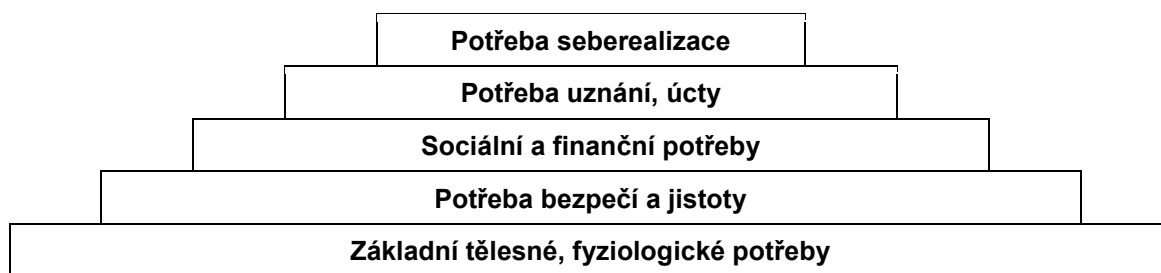 Potřeba seberealizace
Potřeba uznání, úcty
Sociální a finanční potřeby
Potřeba bezpečí a jistoty
Základní tělesné, fyziologické potřeby